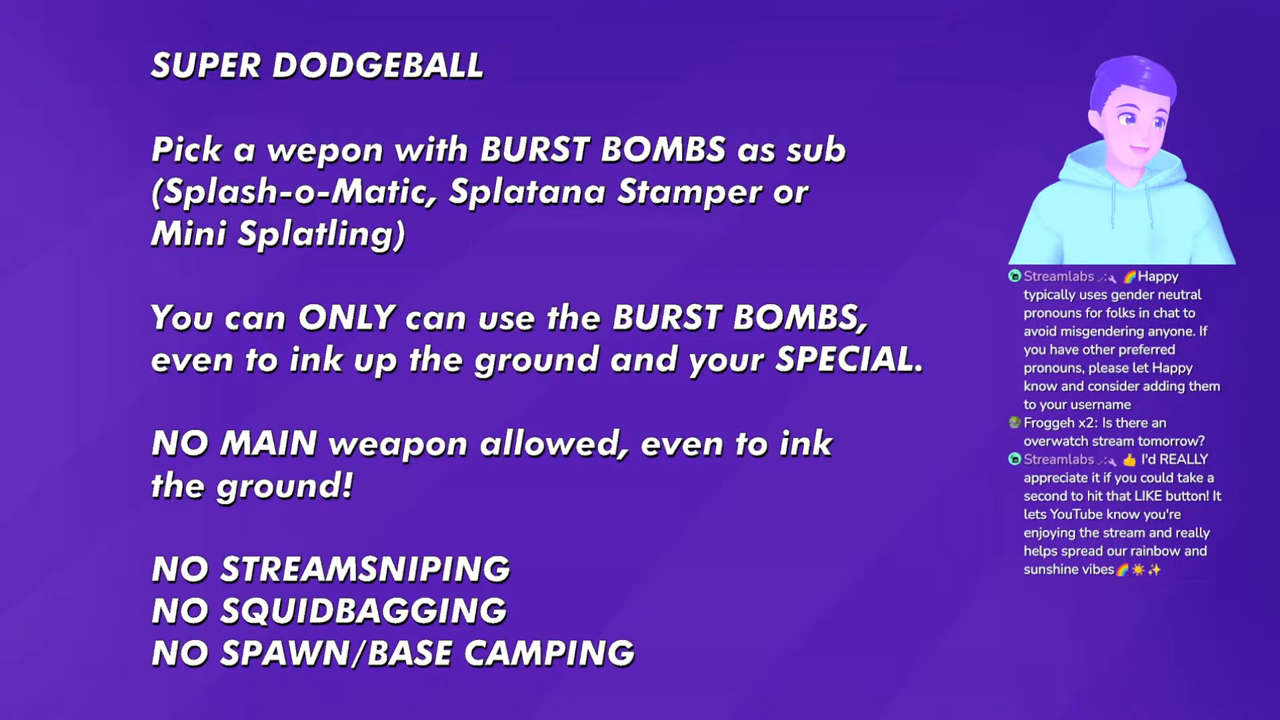 SUPER DODGEBALL
Pick a wepon with BURST BOMBS as sub
(Splash-o-Matic, Splatana Stamper or
Mini Splatling)
You can ONLY can use the BURST BOMBS,
even to ink up the ground and your SPECIAL.
NO MAIN weapon allowed, even to ink
the ground!
NO STREAMSNIPING
NO SQUIDBAGGING
NO SPAWN/BASE CAMPING
Streamlabs 🌈Happy
typically uses gender neutral
pronouns for folks in chat to
avoid misgendering anyone. If
you have other preferred
pronouns, please let Happy
know and consider adding them
to your username
Froggeh x2: Is there an
overwatch stream tomorrow?
Streamlabs 👍 I'd REALLY
appreciate it if you could take a
second to hit that LIKE button! It
lets YouTube know you're
enjoying the stream and really
helps spread our rainbow and
sunshine vibes🌈☀️✨